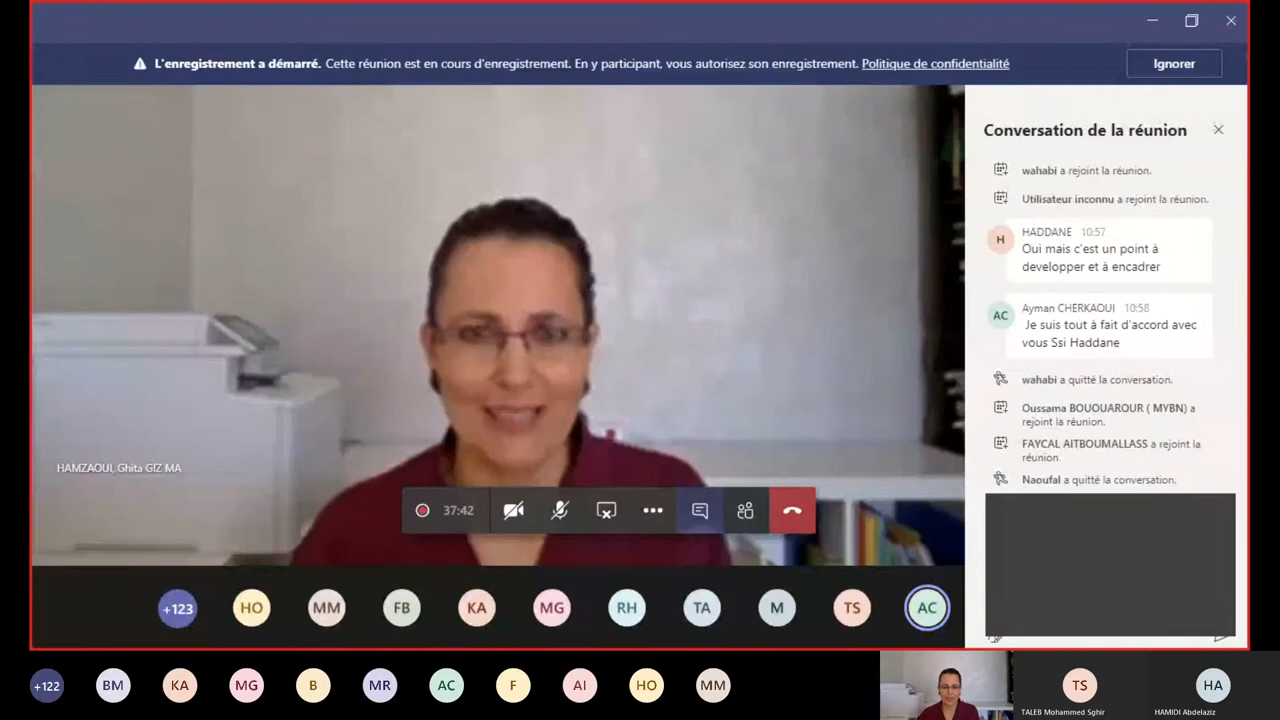 L'enregistrement a démarré. Cette réunion est en cours d'enregistrement. En y participant, vous autorisez son enregistrement. Politique de confidentialité
Ignorer
HAMZAOUI, Ghita GIZ MA
37:42
+123
HO
MM
FB
KA
MG
RH
TA
M
TS
AC
Conversation de la réunion
wahabi a rejoint la réunion.
Utilisateur inconnu a rejoint la réunion.
H
HADDANE 10:57
Oui mais c'est un point à
developper et à encadrer
AC
Ayman CHERKAOUI 10:58
Je suis tout à fait d'accord avec
vous Ssi Haddane
wahabi a quitté la conversation.
Oussama BOUOUAROUR ( MYBN) a
rejoint la réunion.
FAYCAL AITBOUMALLASS a rejoint la
réunion.
Naoufal a quitté la conversation.
+122
BM
KA
MG
B
MR
AC
F
AI
HO
MM
TS
TALEB Mohammed Sghir
HA
HAMIDI Abdelaziz